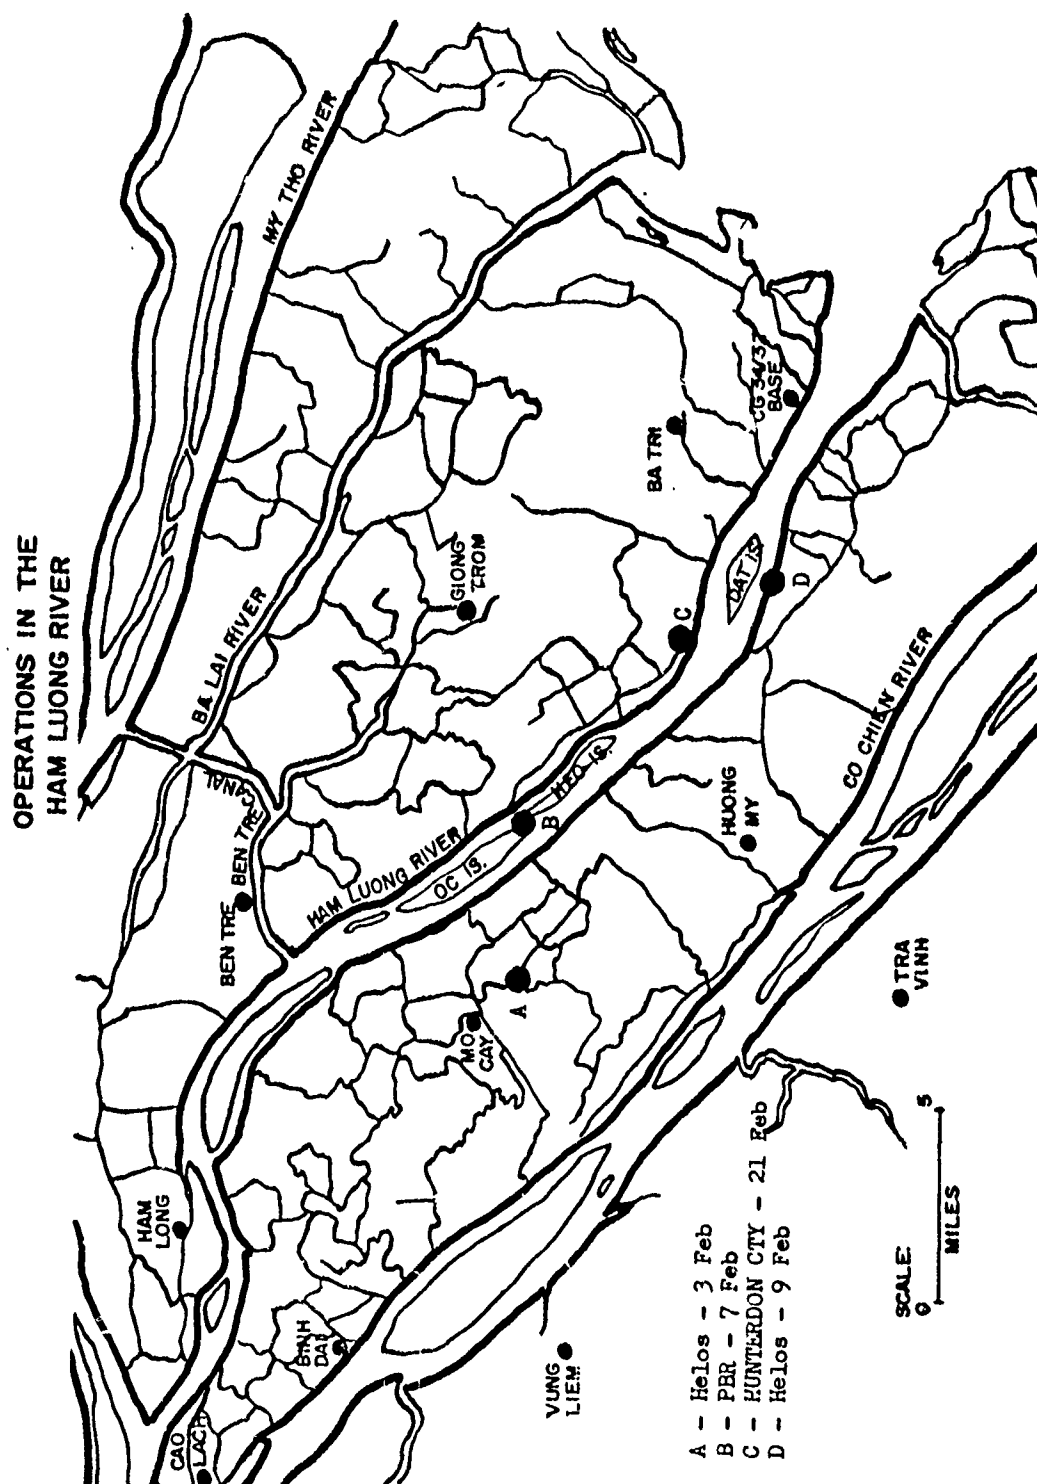 OPERATIONS IN THE
HAM LUONG RIVER
MY THO RIVER
BA LAI RIVER
BEN TRE CANAL
BEN TRE
HAM LUONG RIVER
GIONG
TROM
BA TRI
CG 34/37
BASE
DAT IS.
D
C
HEO IS.
B
OC IS.
CO CHIEN RIVER
HUONG
MY
HAM
LONG
MO
CAY
A
TRA
VINH
BINH
DAI
CAO
LACH
VUNG
LIEM
A - Helos - 3 Feb
B - PBR - 7 Feb
C - HUNTERDON CTY - 21 Feb
D - Helos - 9 Feb
SCALE:
0 5
MILES